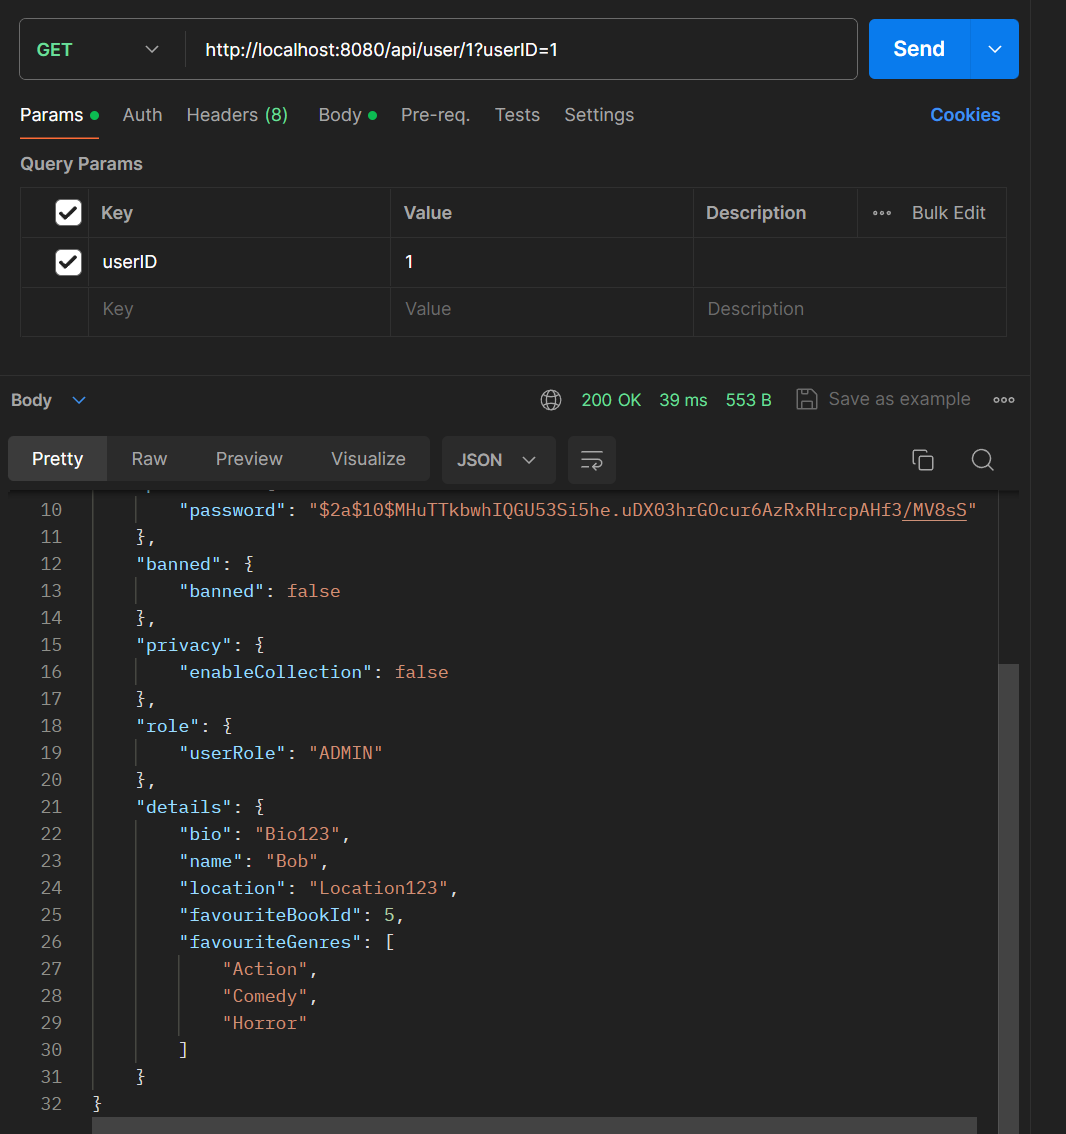 GET http://localhost:8080/api/user/1?userID=1 Send
Params Auth Headers (8) Body Pre-req. Tests Settings Cookies
Query Params
Key Value Description Bulk Edit
userID 1
Key Value Description
Body 200 OK 39 ms 553 B Save as example
Pretty Raw Preview Visualize JSON
10 "password": "$2a$10$MHuTTkbwhIQGU53Si5he.uDX03hrGOcur6AzRxRHrcpAHf3/MV8sS"
11 },
12 "banned": {
13 "banned": false
14 },
15 "privacy": {
16 "enableCollection": false
17 },
18 "role": {
19 "userRole": "ADMIN"
20 },
21 "details": {
22 "bio": "Bio123",
23 "name": "Bob",
24 "location": "Location123",
25 "favouriteBookId": 5,
26 "favouriteGenres": [
27 "Action",
28 "Comedy",
29 "Horror"
30 ]
31 }
32 }